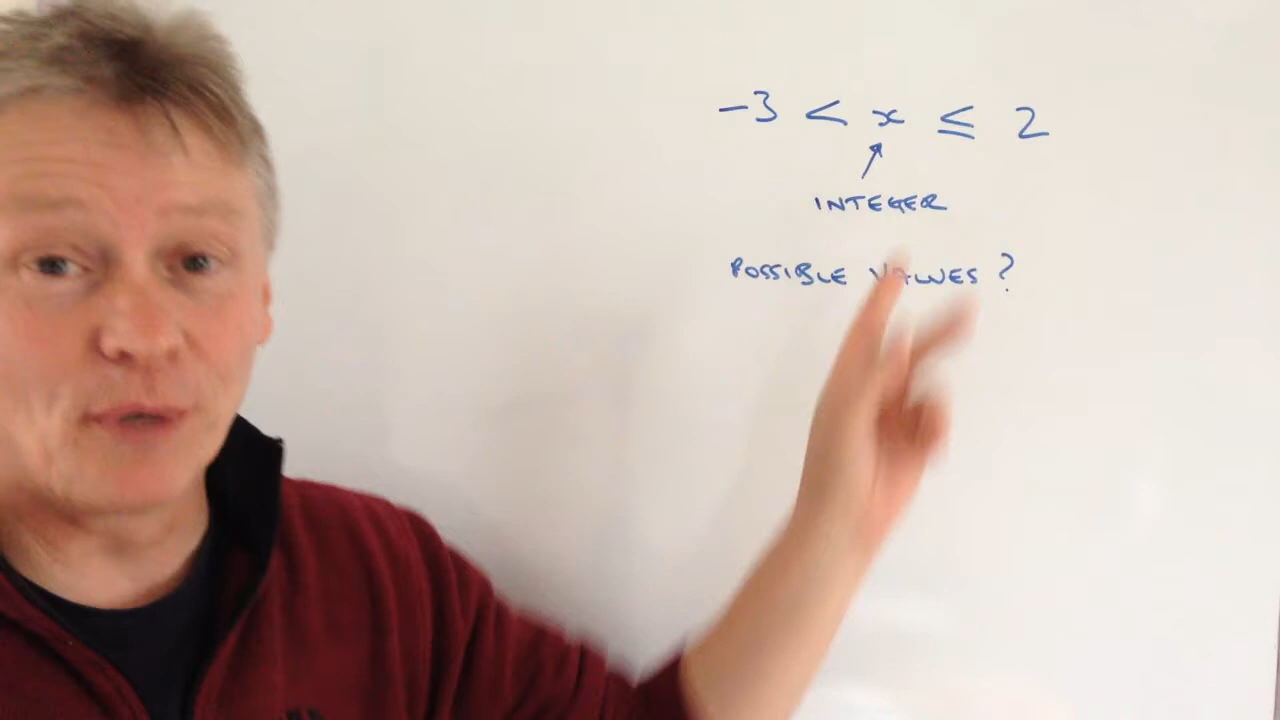 -3 < x ≤ 2
INTEGER
POSSIBLE VALUES ?